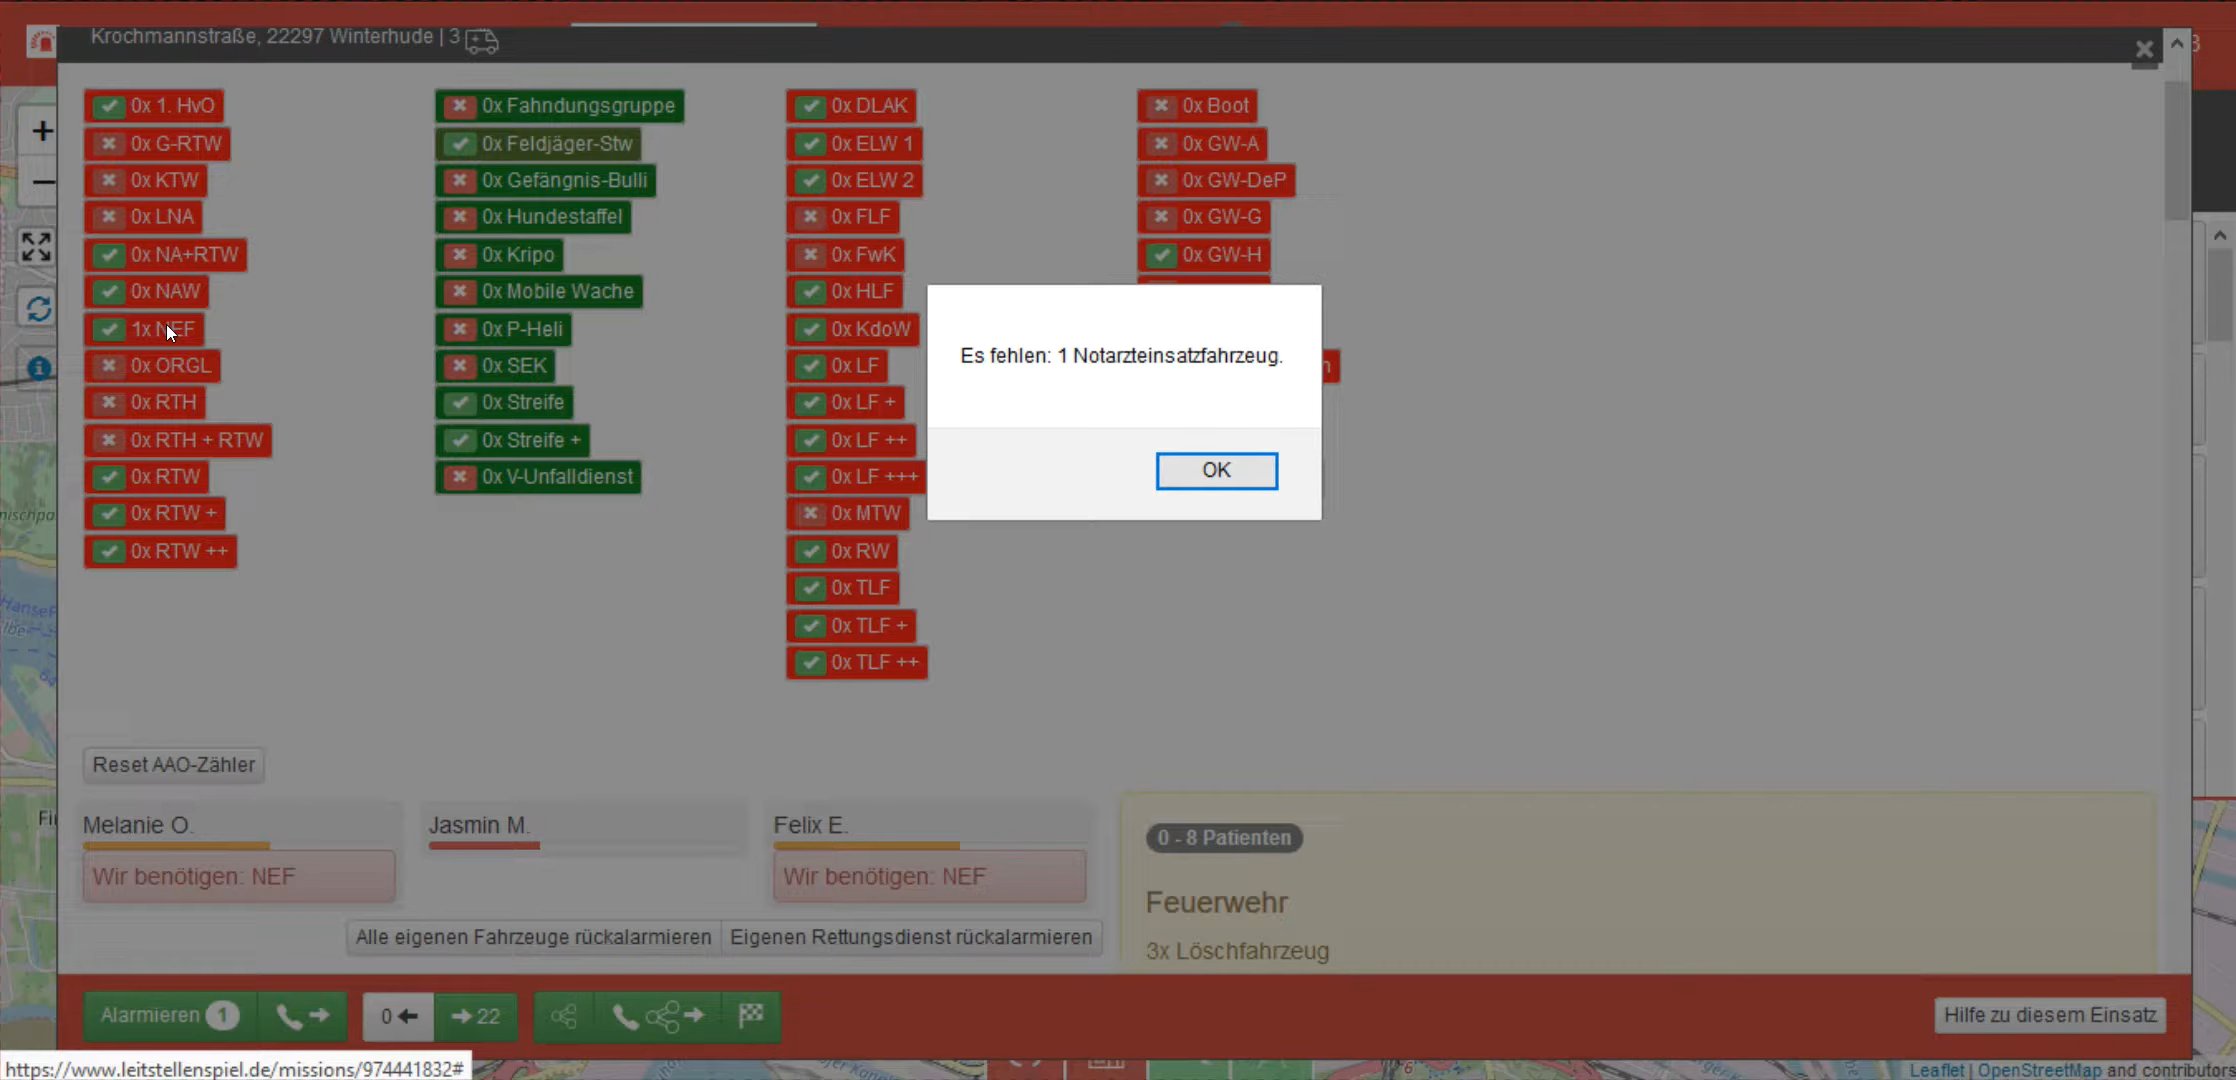 Krochmannstraße, 22297 Winterhude | 3
0x 1. HvO
0x G-RTW
0x KTW
0x LNA
0x NA+RTW
0x NAW
1x NEF
0x ORGL
0x RTH
0x RTH + RTW
0x RTW
0x RTW +
0x RTW ++
0x Fahndungsgruppe
0x Feldjäger-Stw
0x Gefängnis-Bulli
0x Hundestaffel
0x Kripo
0x Mobile Wache
0x P-Heli
0x SEK
0x Streife
0x Streife +
0x V-Unfalldienst
0x DLAK
0x ELW 1
0x ELW 2
0x FLF
0x FwK
0x HLF
0x KdoW
0x LF
0x LF +
0x LF ++
0x LF +++
0x MTW
0x RW
0x TLF
0x TLF +
0x TLF ++
0x Boot
0x GW-A
0x GW-DeP
0x GW-G
0x GW-H
Es fehlen: 1 Notarzteinsatzfahrzeug.
OK
Reset AAO-Zähler
Melanie O.
Wir benötigen: NEF
Jasmin M.
Felix E.
Wir benötigen: NEF
Alle eigenen Fahrzeuge rückalarmieren
Eigenen Rettungsdienst rückalarmieren
0 - 8 Patienten
Feuerwehr
3x Löschfahrzeug
Alarmieren 1
0
22
Hilfe zu diesem Einsatz
https://www.leitstellenspiel.de/missions/974441832#
Leaflet | OpenStreetMap and contributors